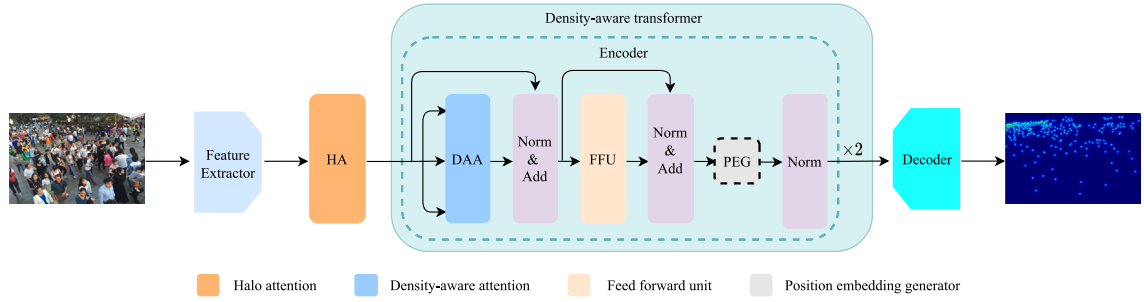 Density-aware transformer
Encoder
Feature
Extractor
HA
DAA
Norm
&
Add
FFU
Norm
&
Add
PEG
Norm
×2
Decoder
Halo attention
Density-aware attention
Feed forward unit
Position embedding generator